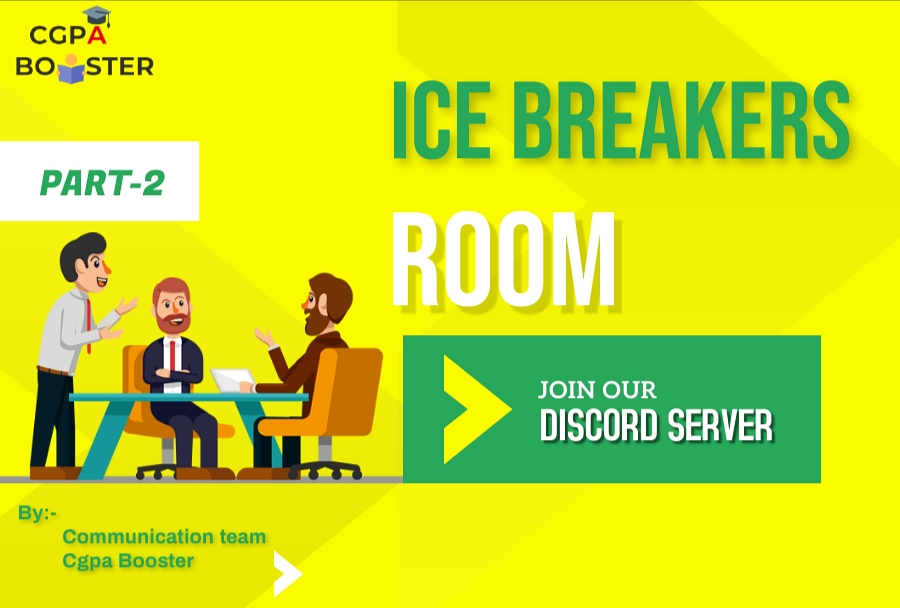 CGPA
BOOSTER
ICE BREAKERS
ROOM
PART-2
JOIN OUR
DISCORD SERVER
By:-
Communication team
Cgpa Booster